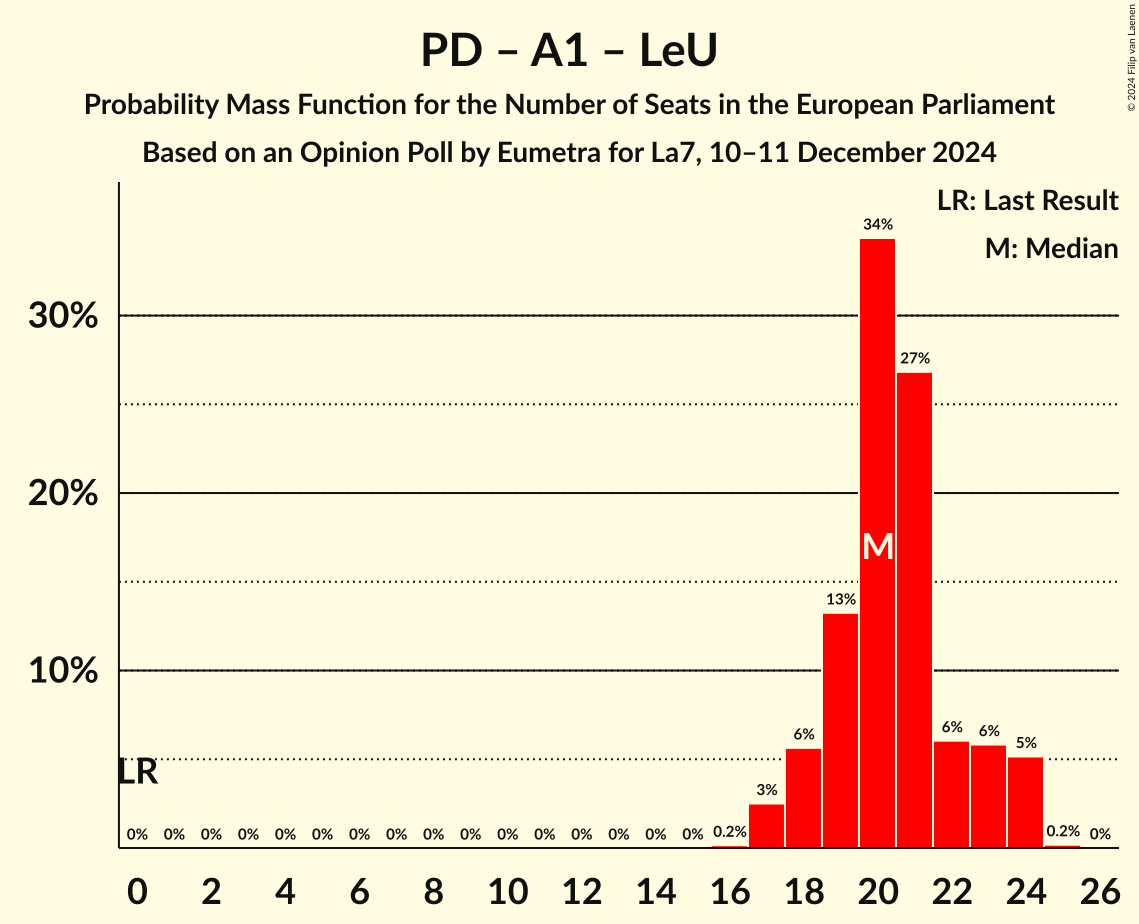 PD – A1 – LeU
Probability Mass Function for the Number of Seats in the European Parliament
Based on an Opinion Poll by Eumetra for La7, 10–11 December 2024
© 2024 Filip van Laenen
LR: Last Result
M: Median
34%
30%
27%
20%
M
13%
10%
6%
6%
6%
5%
LR
3%
0% 0% 0% 0% 0% 0% 0% 0% 0% 0% 0% 0% 0% 0% 0% 0% 0.2% 0.2% 0%
0 2 4 6 8 10 12 14 16 18 20 22 24 26